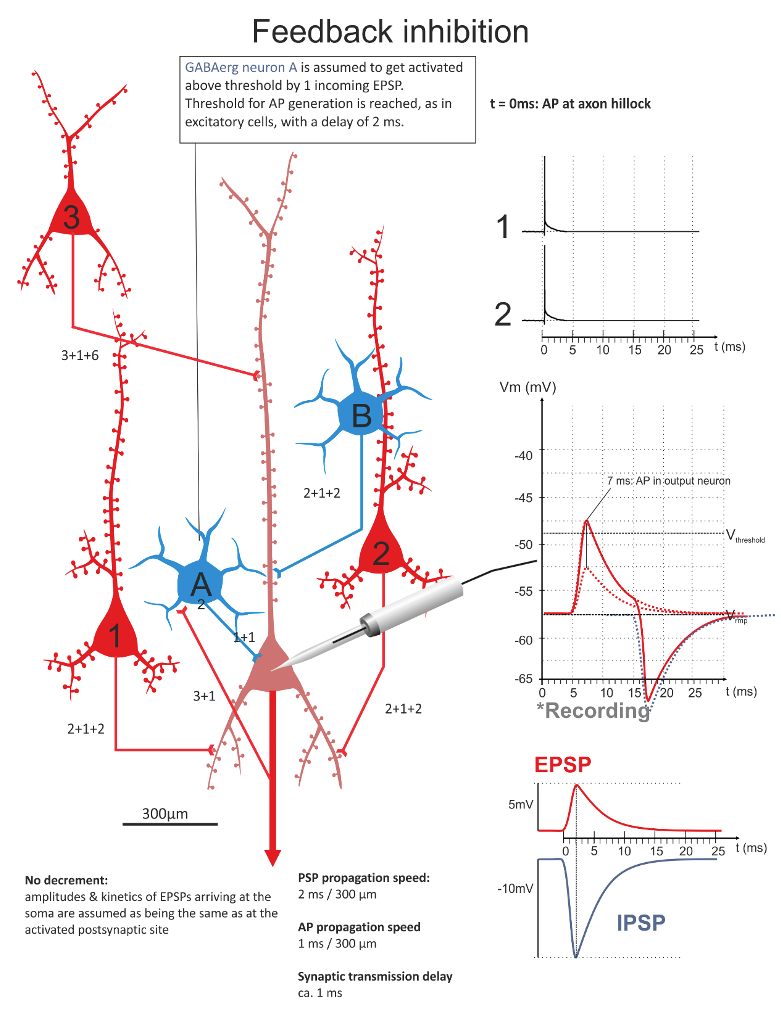 Feedback inhibition
GABAerg neuron A is assumed to get activated
above threshold by 1 incoming EPSP.
Threshold for AP generation is reached, as in
excitatory cells, with a delay of 2 ms.
t = 0ms: AP at axon hillock
3
1
2
0 5 10 15 20 25 t (ms)
3+1+6
B
2+1+2
2
A
2
1+1
1
3+1
2+1+2
2+1+2
300µm
Vm (mV)
-40
7 ms: AP in output neuron
-45
Vthreshold
-50
-55
Vrmp
-60
-65
0 5 10 15 20 25 t (ms)
*Recording
EPSP
5mV
0 5 10 15 20 25 t (ms)
-10mV
IPSP
No decrement:
amplitudes & kinetics of EPSPs arriving at the
soma are assumed as being the same as at the
activated postsynaptic site
PSP propagation speed:
2 ms / 300 µm
AP propagation speed
1 ms / 300 µm
Synaptic transmission delay
ca. 1 ms